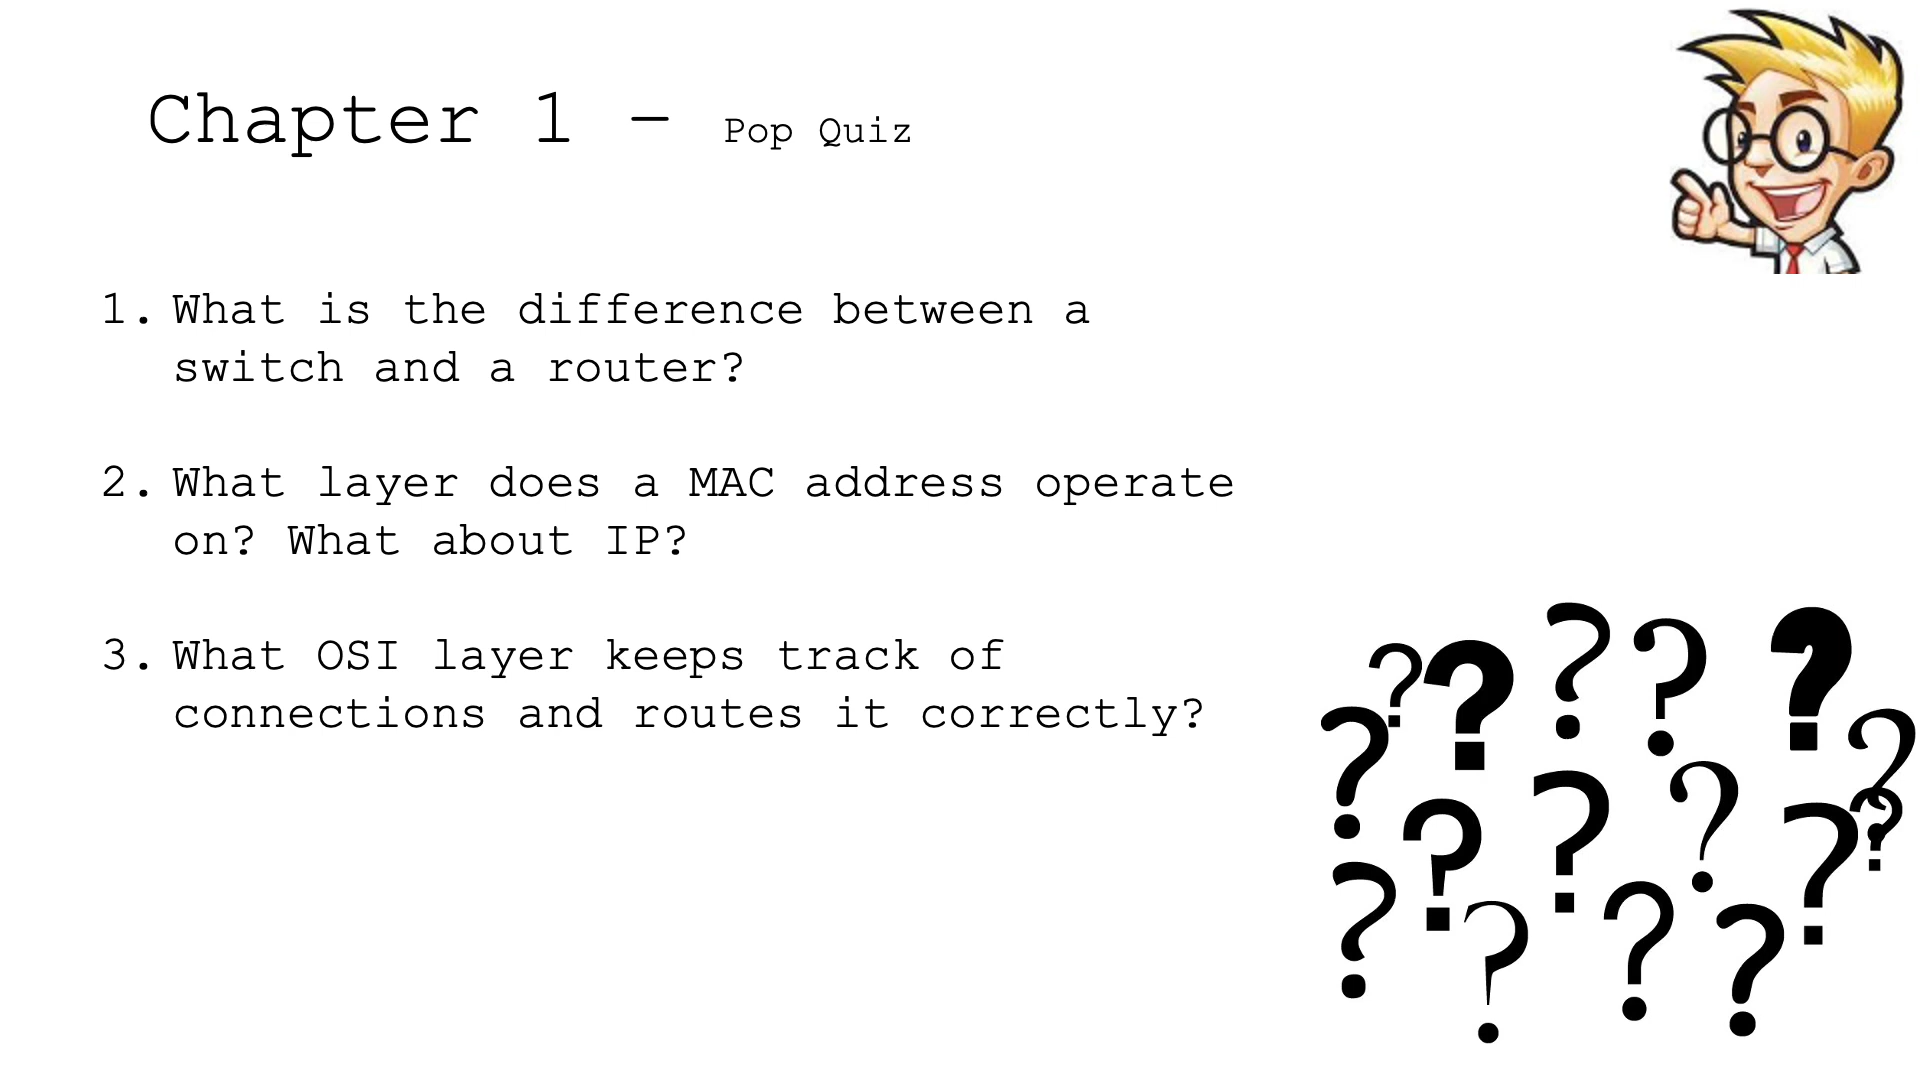 Chapter 1 – Pop Quiz
1. What is the difference between a
switch and a router?
2. What layer does a MAC address operate
on? What about IP?
3. What OSI layer keeps track of
connections and routes it correctly?
? ? ? ? ? ? ? ? ? ? ? ? ? ? ? ? ?